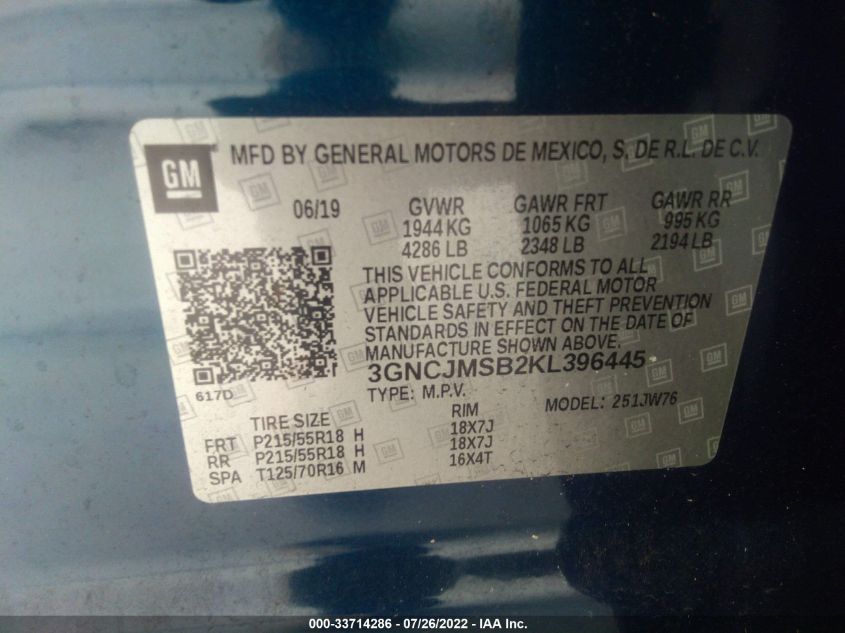 GM
MFD BY GENERAL MOTORS DE MEXICO, S. DE R.L. DE C.V.
06/19 GVWR GAWR FRT GAWR RR
1944 KG 1065 KG 995 KG
4286 LB 2348 LB 2194 LB
THIS VEHICLE CONFORMS TO ALL
APPLICABLE U.S. FEDERAL MOTOR
VEHICLE SAFETY AND THEFT PREVENTION
STANDARDS IN EFFECT ON THE DATE OF
MANUFACTURE SHOWN ABOVE.
3GNCJMSB2KL396445
617D
TYPE: M.P.V. MODEL: 251JW76
TIRE SIZE RIM
FRT P215/55R18 H 18X7J
RR P215/55R18 H 18X7J
SPA T125/70R16 M 16X4T
000-33714286 - 07/26/2022 - IAA Inc.